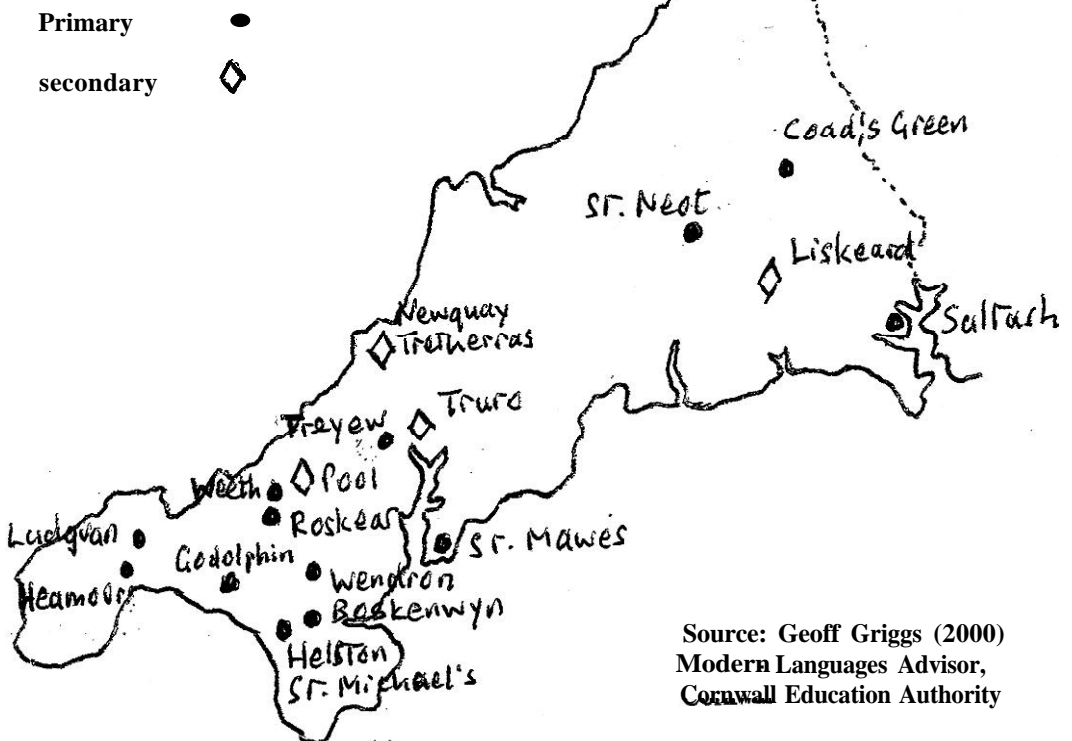 Primary
secondary
Coad's Green
St. Neot
Liskeard
Saltash
Newquay
Tretherras
Truro
Treyew
Pool
Weeth
Roskear
Ludgvan
Godolphin
St. Mawes
Heamoor
Wendron
Boskenwyn
Helston
St. Michael's
Source: Geoff Griggs (2000)
Modern Languages Advisor,
Cornwall Education Authority